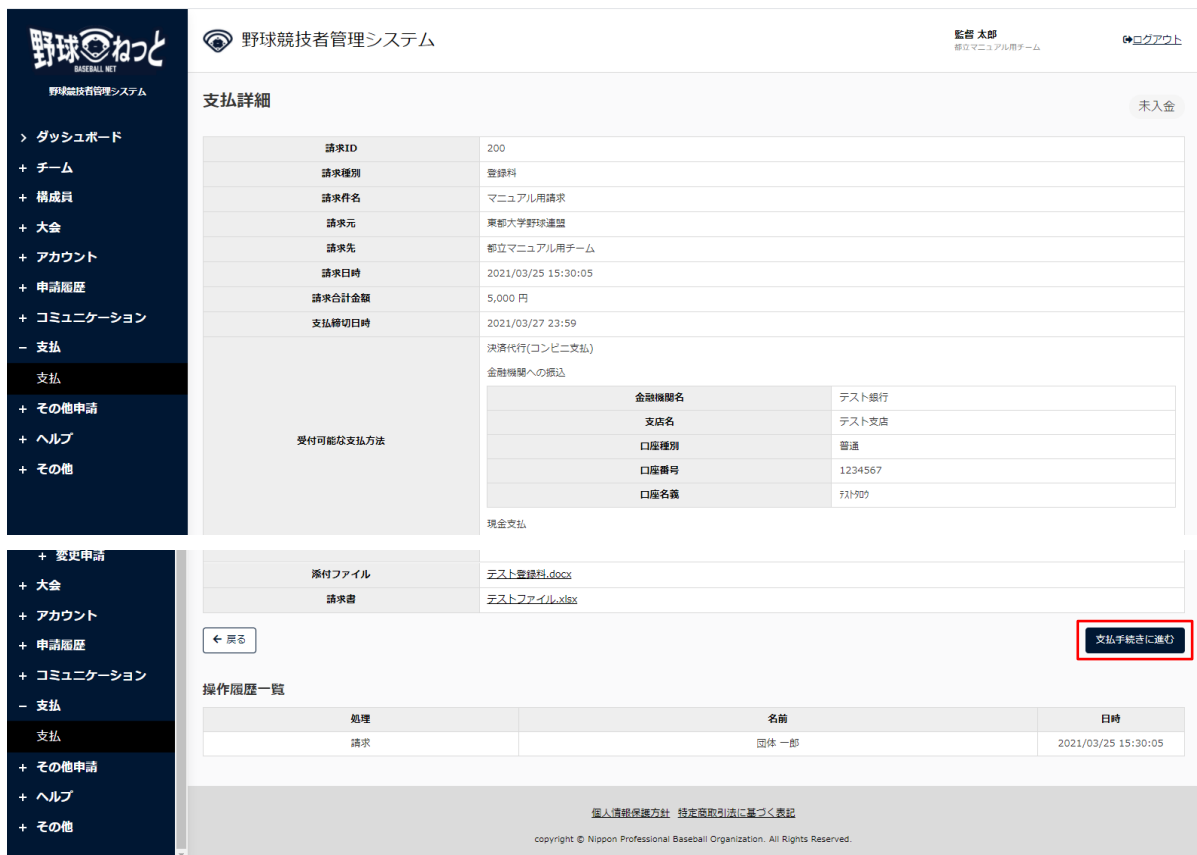 野球ねっと
BASEBALL NET
野球競技者管理システム
野球競技者管理システム
監督 太郎
都立マニュアル用チーム
ログアウト
> ダッシュボード
+ チーム
+ 構成員
+ 大会
+ アカウント
+ 申請履歴
+ コミュニケーション
− 支払
支払
+ その他申請
+ ヘルプ
+ その他
支払詳細
未入金
請求ID 200
請求種別 登録料
請求件名 マニュアル用請求
請求元 東都大学野球連盟
請求先 都立マニュアル用チーム
請求日時 2021/03/25 15:30:05
請求合計金額 5,000 円
支払締切日時 2021/03/27 23:59
受付可能な支払方法
決済代行(コンビニ支払)
金融機関への振込
金融機関名 テスト銀行
支店名 テスト支店
口座種別 普通
口座番号 1234567
口座名義 ﾃｽﾄﾀﾛｳ
現金支払
+ 変更申請
+ 大会
+ アカウント
+ 申請履歴
+ コミュニケーション
− 支払
支払
+ その他申請
+ ヘルプ
+ その他
添付ファイル テスト登録料.docx
請求書 テストファイル.xlsx
← 戻る
支払手続きに進む
操作履歴一覧
処理 名前 日時
請求 団体 一郎 2021/03/25 15:30:05
個人情報保護方針 特定商取引法に基づく表記
copyright © Nippon Professional Baseball Organization. All Rights Reserved.